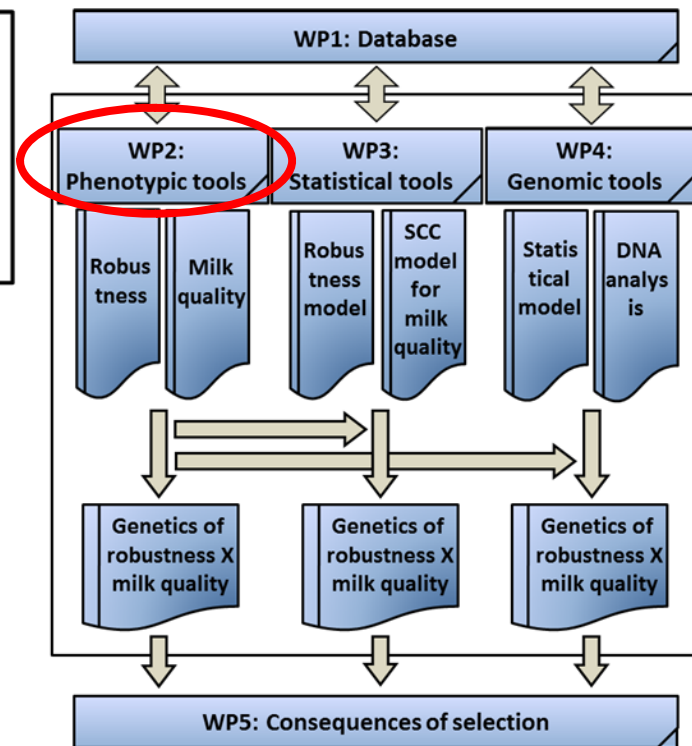 WP1: Database
WP2:
Phenotypic tools
WP3:
Statistical tools
WP4:
Genomic tools
Robus
tness
Milk
quality
Robus
tness
model
SCC
model
for
milk
quality
Statis
tical
model
DNA
analys
is
Genetics of
robustness X
milk quality
Genetics of
robustness X
milk quality
Genetics of
robustness X
milk quality
WP5: Consequences of selection